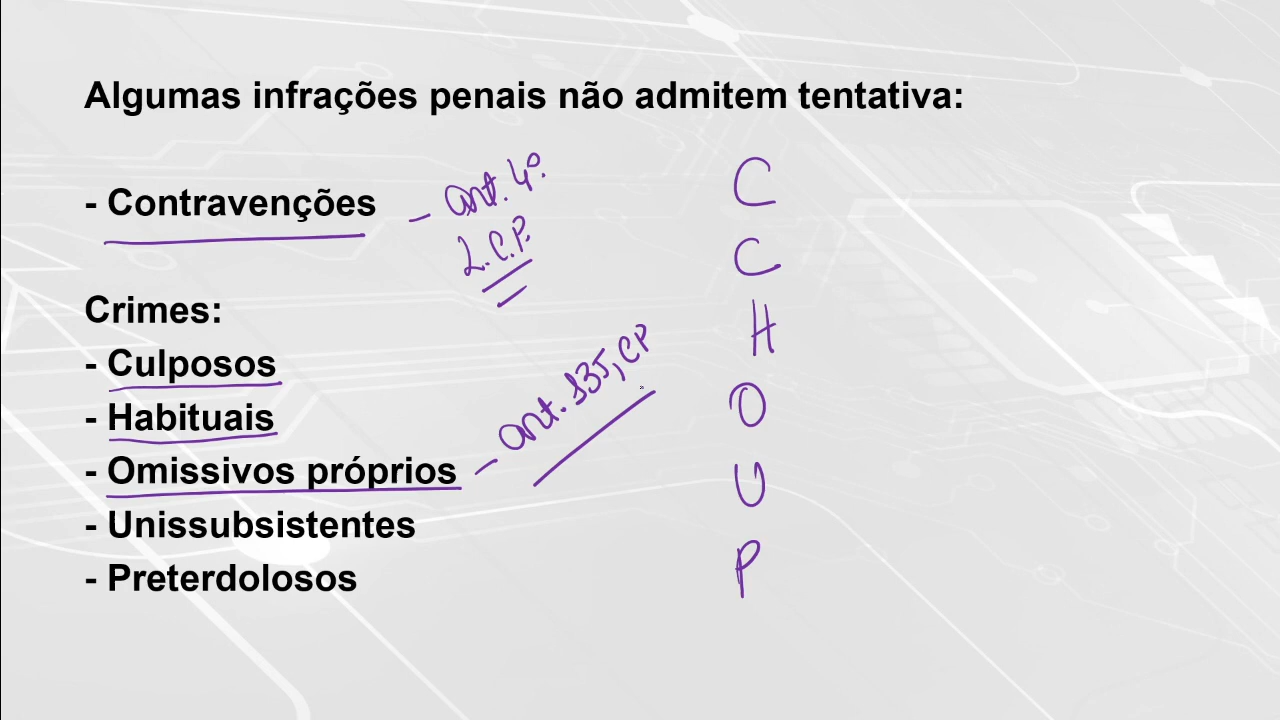 Algumas infrações penais não admitem tentativa:
- Contravenções - art. 4º.
L.C.P.
Crimes:
- Culposos
- Habituais
- Omissivos próprios - art. 135, CP
- Unissubsistentes
- Preterdolosos
C
C
H
O
U
P